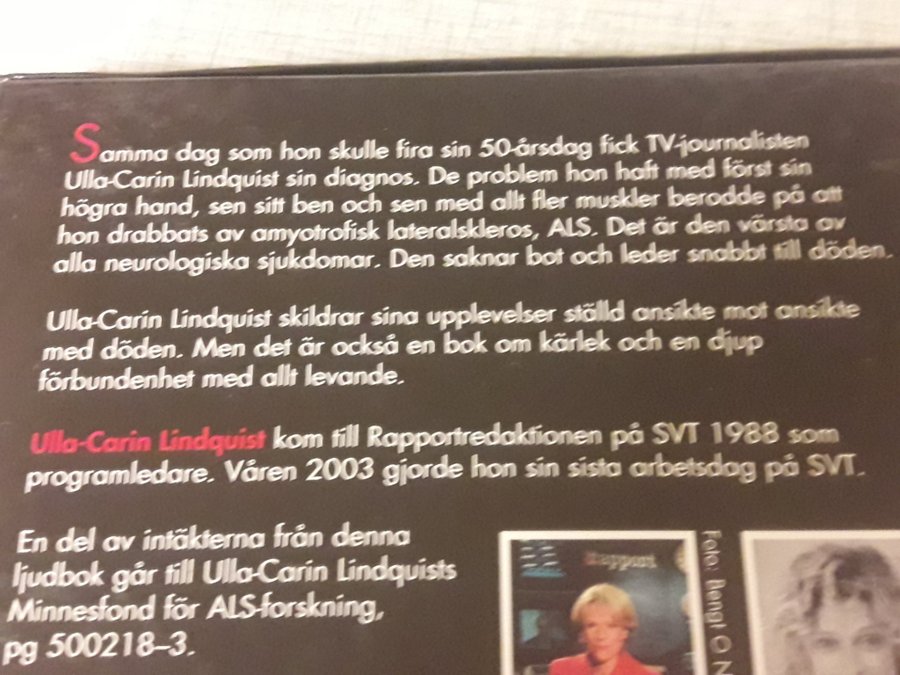 Samma dag som hon skulle fira sin 50-årsdag fick TV-journalisten
Ulla-Carin Lindquist sin diagnos. De problem hon haft med först sin
högra hand, sen sitt ben och sen med allt fler muskler berodde på att
hon drabbats av amyotrofisk lateralskleros, ALS. Det är den värsta av
alla neurologiska sjukdomar. Den saknar bot och leder snabbt till döden.
Ulla-Carin Lindquist skildrar sina upplevelser ställd ansikte mot ansikte
med döden. Men det är också en bok om kärlek och en djup
förbundenhet med allt levande.
Ulla-Carin Lindquist kom till Rapportredaktionen på SVT 1988 som
programledare. Våren 2003 gjorde hon sin sista arbetsdag på SVT.
En del av intäkterna från denna
ljudbok går till Ulla-Carin Lindquists
Minnesfond för ALS-forskning,
pg 500218–3.
Rapport
Foto: Bengt O N